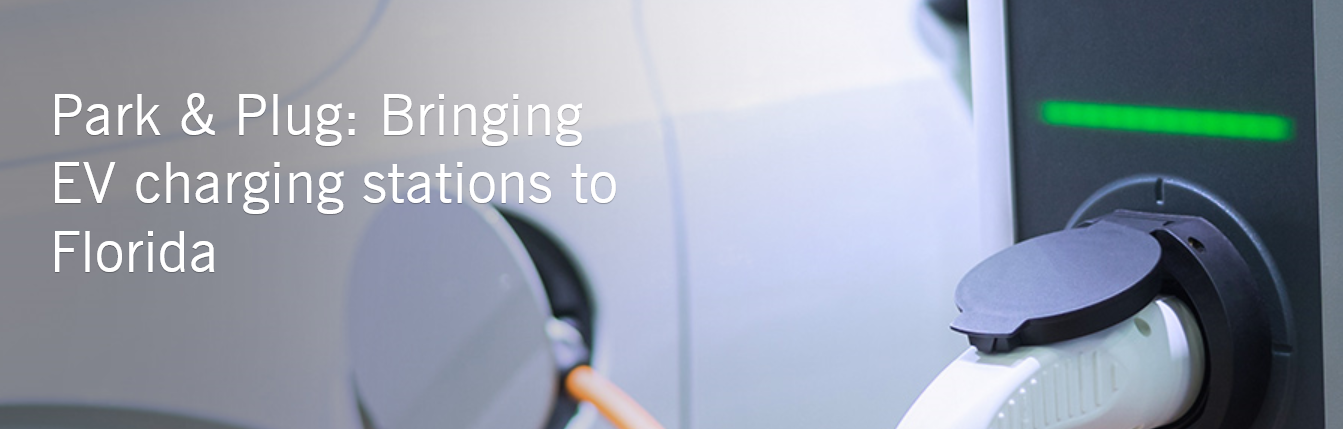 Park & Plug: Bringing
EV charging stations to
Florida